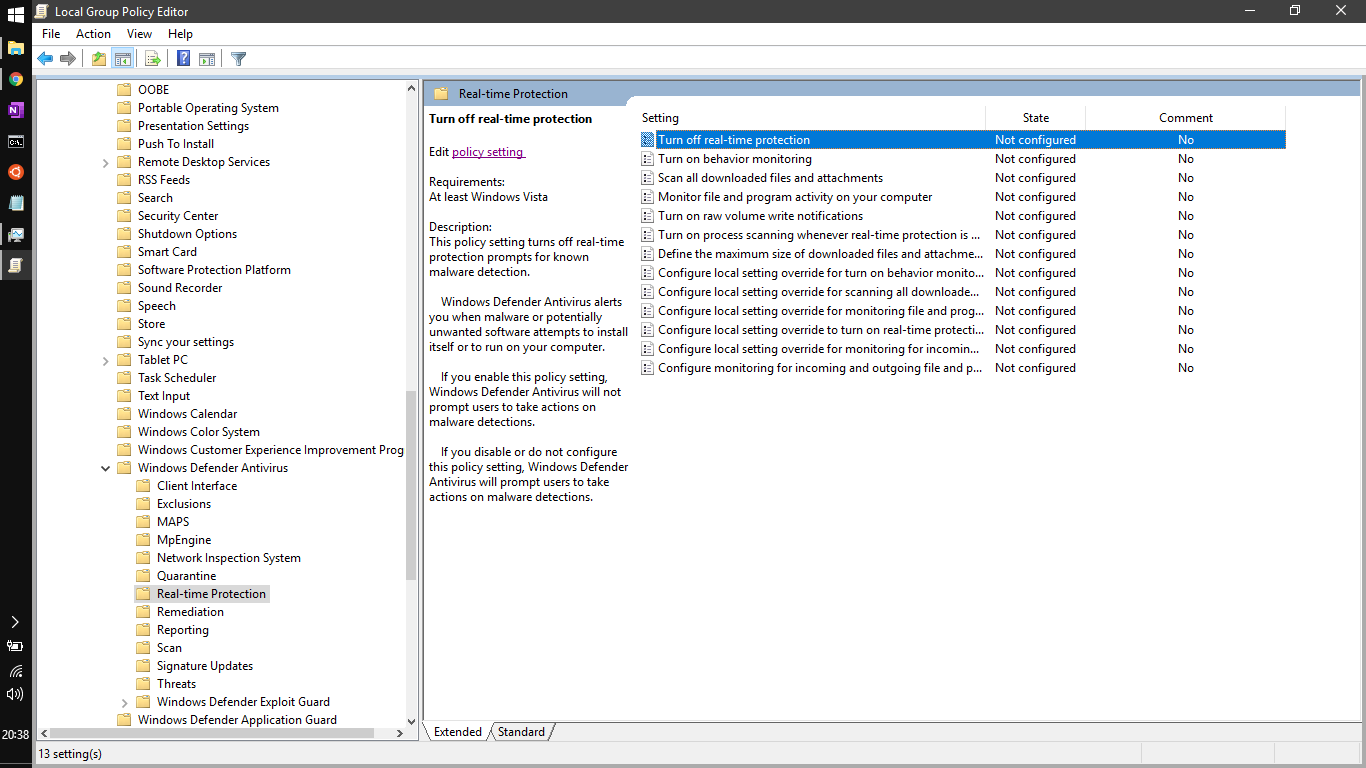 Local Group Policy Editor
File Action View Help
OOBE
Portable Operating System
Presentation Settings
Push To Install
Remote Desktop Services
RSS Feeds
Search
Security Center
Shutdown Options
Smart Card
Software Protection Platform
Sound Recorder
Speech
Store
Sync your settings
Tablet PC
Task Scheduler
Text Input
Windows Calendar
Windows Color System
Windows Customer Experience Improvement Prog
Windows Defender Antivirus
Client Interface
Exclusions
MAPS
MpEngine
Network Inspection System
Quarantine
Real-time Protection
Remediation
Reporting
Scan
Signature Updates
Threats
Windows Defender Exploit Guard
Windows Defender Application Guard
Real-time Protection
Turn off real-time protection
Edit policy setting
Requirements:
At least Windows Vista
Description:
This policy setting turns off real-time
protection prompts for known
malware detection.
Windows Defender Antivirus alerts
you when malware or potentially
unwanted software attempts to install
itself or to run on your computer.
If you enable this policy setting,
Windows Defender Antivirus will not
prompt users to take actions on
malware detections.
If you disable or do not configure
this policy setting, Windows Defender
Antivirus will prompt users to take
actions on malware detections.
Setting State Comment
Turn off real-time protection Not configured No
Turn on behavior monitoring Not configured No
Scan all downloaded files and attachments Not configured No
Monitor file and program activity on your computer Not configured No
Turn on raw volume write notifications Not configured No
Turn on process scanning whenever real-time protection is ... Not configured No
Define the maximum size of downloaded files and attachme... Not configured No
Configure local setting override for turn on behavior monito... Not configured No
Configure local setting override for scanning all downloade... Not configured No
Configure local setting override for monitoring file and prog... Not configured No
Configure local setting override to turn on real-time protecti... Not configured No
Configure local setting override for monitoring for incomin... Not configured No
Configure monitoring for incoming and outgoing file and p... Not configured No
Extended Standard
13 setting(s)
20:38